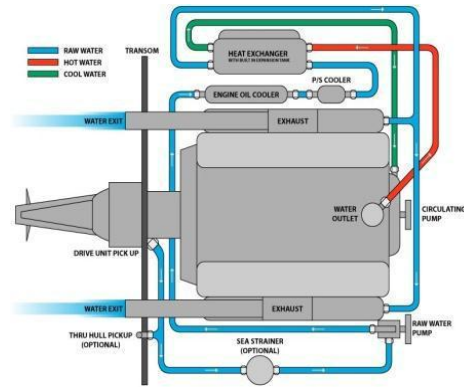 RAW WATER
HOT WATER
COOL WATER
TRANSOM
HEAT EXCHANGER
WITH BUILT IN EXPANSION TANK
P/S COOLER
ENGINE OIL COOLER
WATER EXIT
EXHAUST
WATER
OUTLET
CIRCULATING
PUMP
DRIVE UNIT PICK UP
WATER EXIT
EXHAUST
THRU HULL PICKUP
(OPTIONAL)
SEA STRAINER
(OPTIONAL)
RAW WATER
PUMP